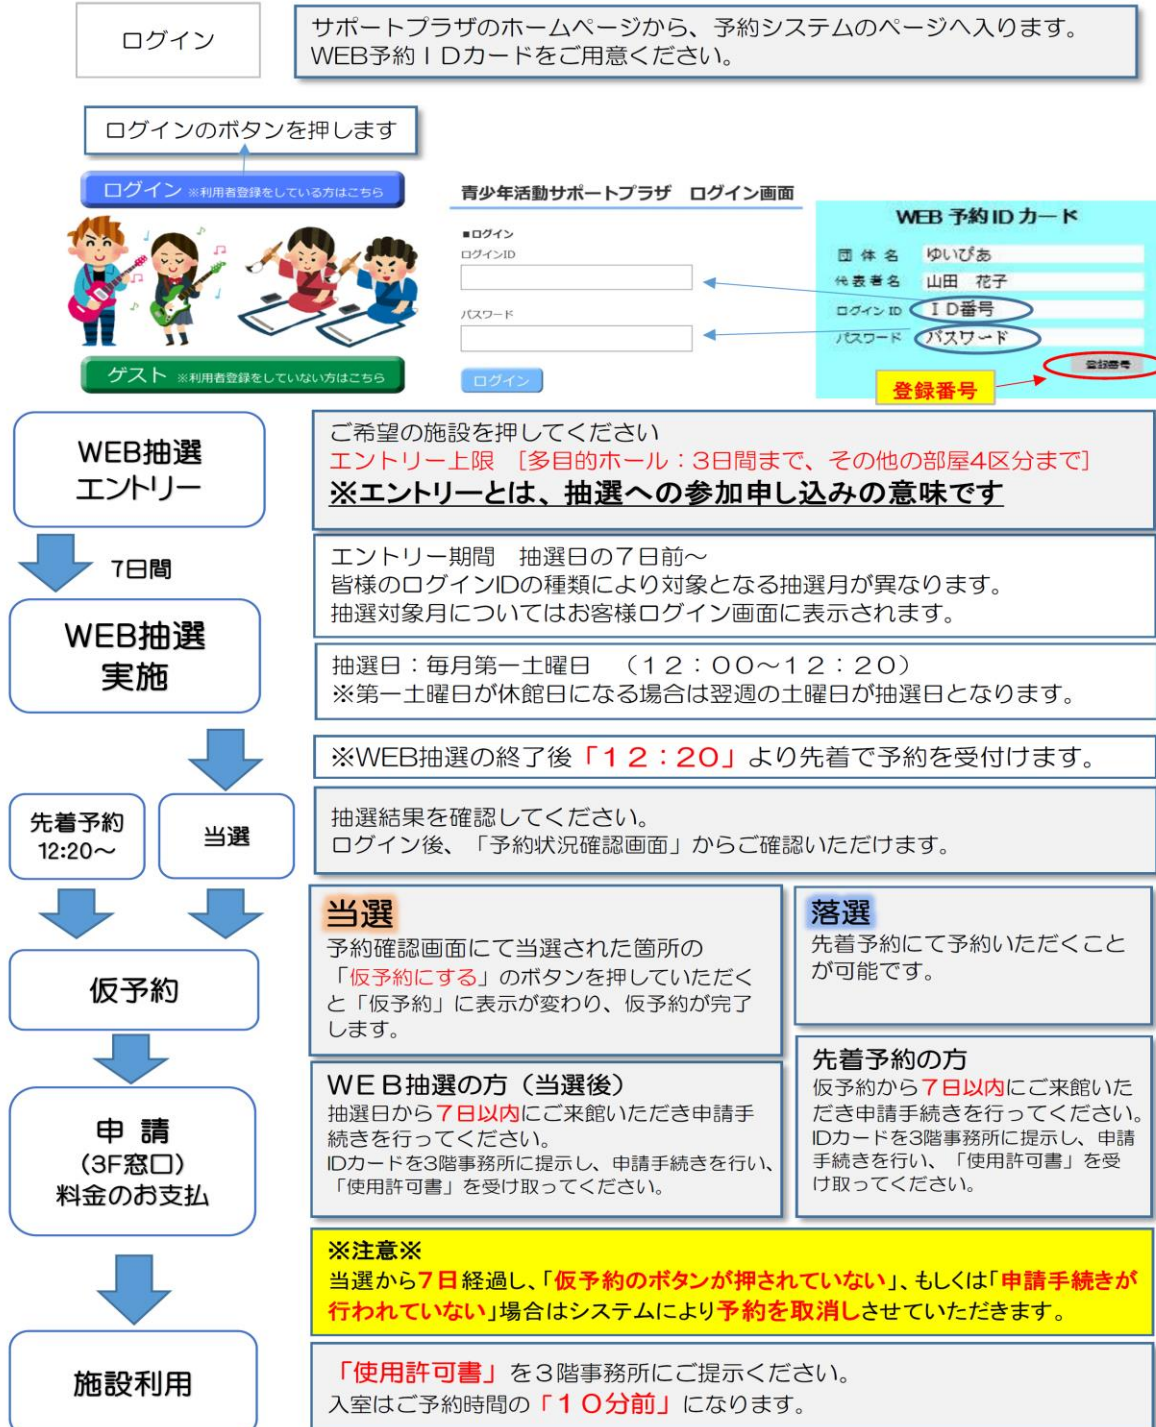 ログイン
サポートプラザのホームページから、予約システムのページへ入ります。
WEB予約IDカードをご用意ください。
ログインのボタンを押します
ログイン ※利用者登録をしている方はこちら
ゲスト ※利用者登録をしていない方はこちら
青少年活動サポートプラザ ログイン画面
■ログイン
ログインID
パスワード
ログイン
WEB 予約 ID カード
団体名 ゆいぴあ
代表者名 山田 花子
ログイン ID ID番号
パスワード パスワード
登録番号
登録番号
WEB抽選
エントリー
ご希望の施設を押してください
エントリー上限 [多目的ホール:3日間まで、その他の部屋4区分まで]
※エントリーとは、抽選への参加申し込みの意味です
7日間
エントリー期間 抽選日の7日前~
皆様のログインIDの種類により対象となる抽選月が異なります。
抽選対象月についてはお客様ログイン画面に表示されます。
WEB抽選
実施
抽選日:毎月第一土曜日 (12:00~12:20)
※第一土曜日が休館日になる場合は翌週の土曜日が抽選日となります。
※WEB抽選の終了後「12:20」より先着で予約を受付けます。
先着予約
12:20~
当選
抽選結果を確認してください。
ログイン後、「予約状況確認画面」からご確認いただけます。
仮予約
当選
予約確認画面にて当選された箇所の
「仮予約にする」のボタンを押していただく
と「仮予約」に表示が変わり、仮予約が完了
します。
落選
先着予約にて予約いただくこと
が可能です。
申 請
(3F窓口)
料金のお支払
WEB抽選の方(当選後)
抽選日から7日以内にご来館いただき申請手
続きを行ってください。
IDカードを3階事務所に提示し、申請手続きを行い、
「使用許可書」を受け取ってください。
先着予約の方
仮予約から7日以内にご来館いた
だき申請手続きを行ってください。
IDカードを3階事務所に提示し、申請
手続きを行い、「使用許可書」を受
け取ってください。
※注意※
当選から7日経過し、「仮予約のボタンが押されていない」、もしくは「申請手続きが
行われていない」場合はシステムにより予約を取消しさせていただきます。
施設利用
「使用許可書」を3階事務所にご提示ください。
入室はご予約時間の「10分前」になります。